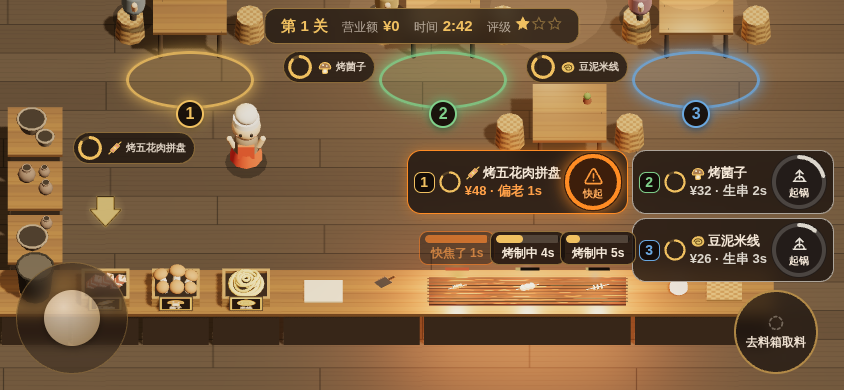 第 1 关 营业额 ¥0 时间 2:42 评级
烤菌子
豆泥米线
1
2
3
烤五花肉拼盘
1 烤五花肉拼盘
¥48 · 偏老 1s
快起
2 烤菌子
¥32 · 生串 2s
起锅
快焦了 1s
烤制中 4s
烤制中 5s
3 豆泥米线
¥26 · 生串 3s
起锅
去料箱取料